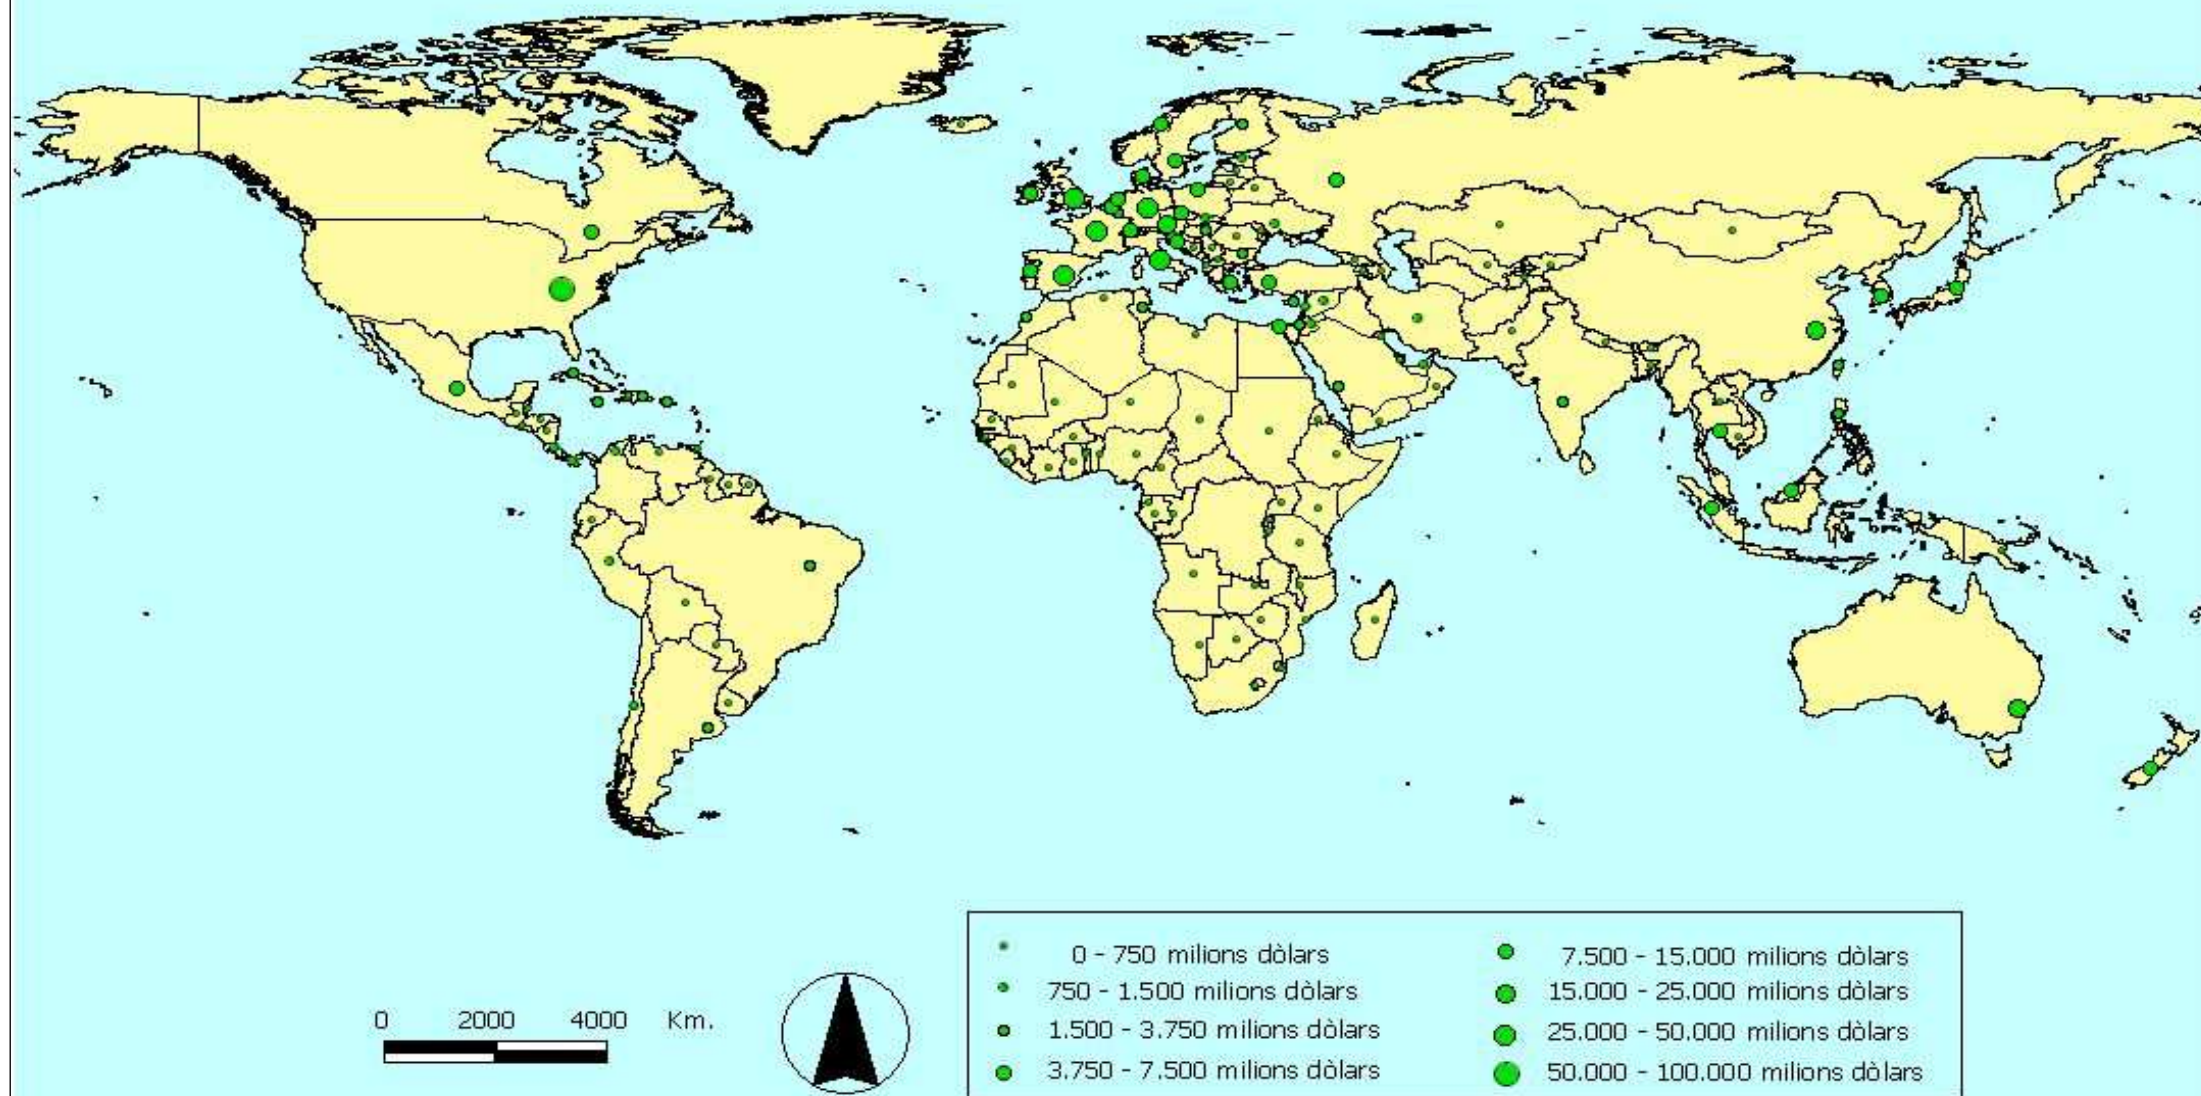 0 - 750 milions dòlars
750 - 1.500 milions dòlars
1.500 - 3.750 milions dòlars
3.750 - 7.500 milions dòlars
7.500 - 15.000 milions dòlars
15.000 - 25.000 milions dòlars
25.000 - 50.000 milions dòlars
50.000 - 100.000 milions dòlars
0 2000 4000 Km.